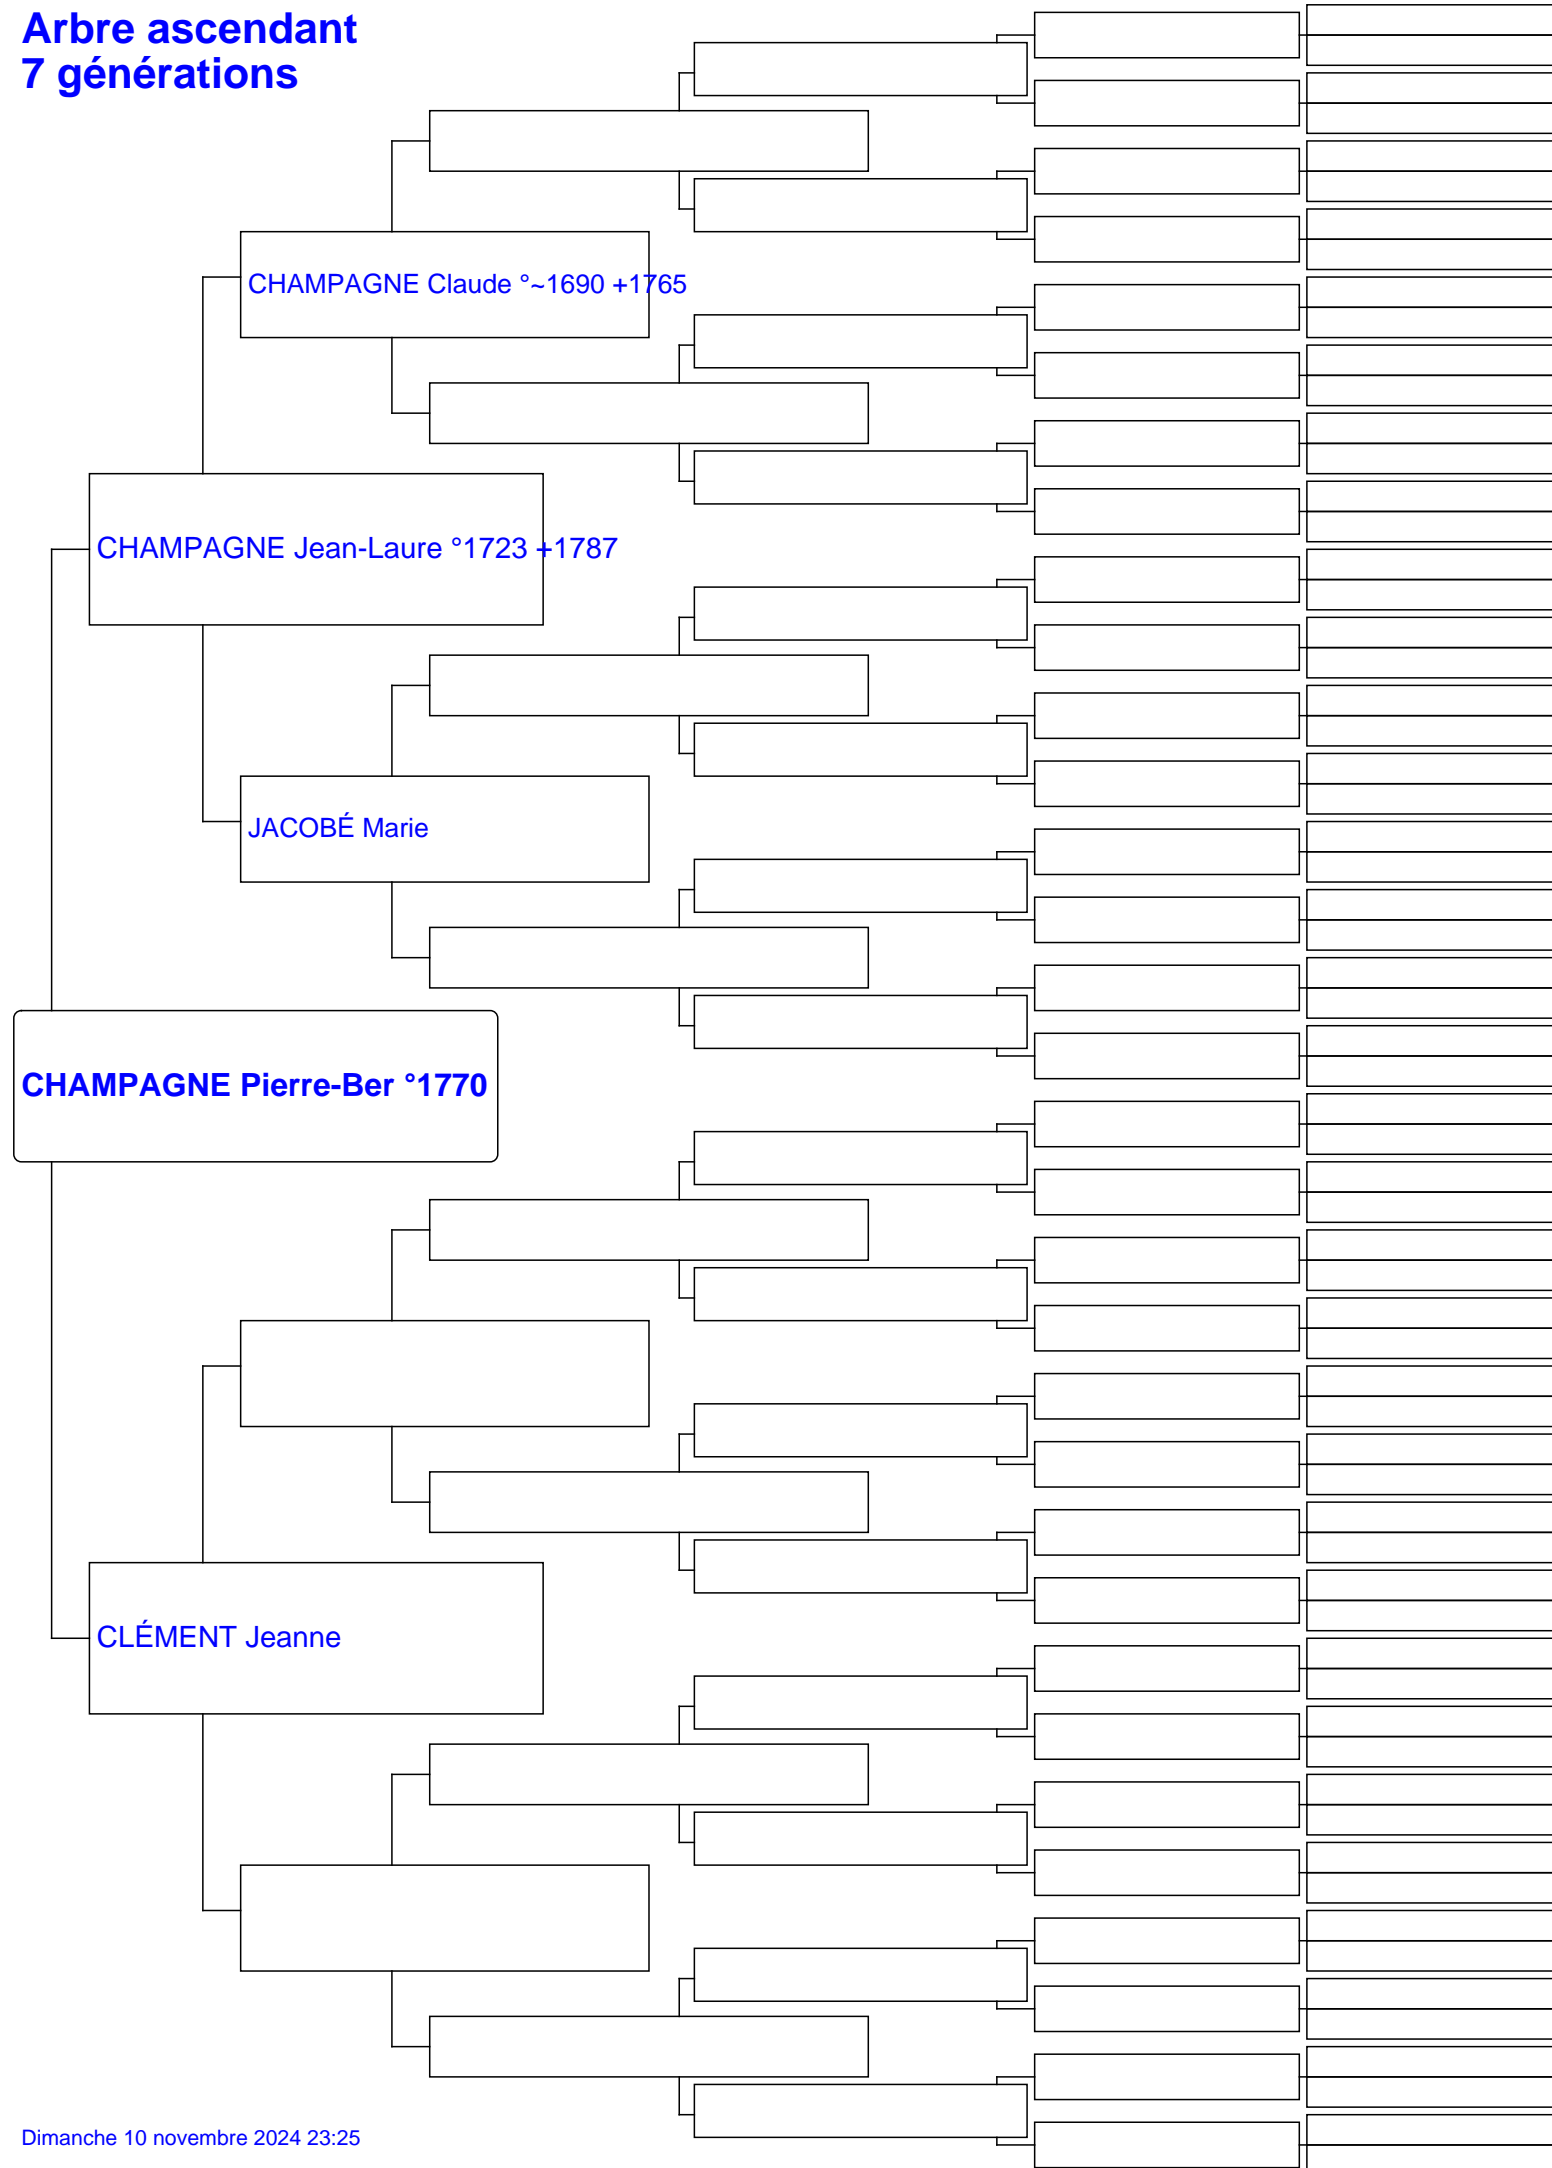 Arbre ascendant
7 générations
CHAMPAGNE Claude °~1690 +1765
CHAMPAGNE Jean-Laure °1723 +1787
JACOBÉ Marie
CHAMPAGNE Pierre-Ber °1770
CLÉMENT Jeanne
Dimanche 10 novembre 2024 23:25